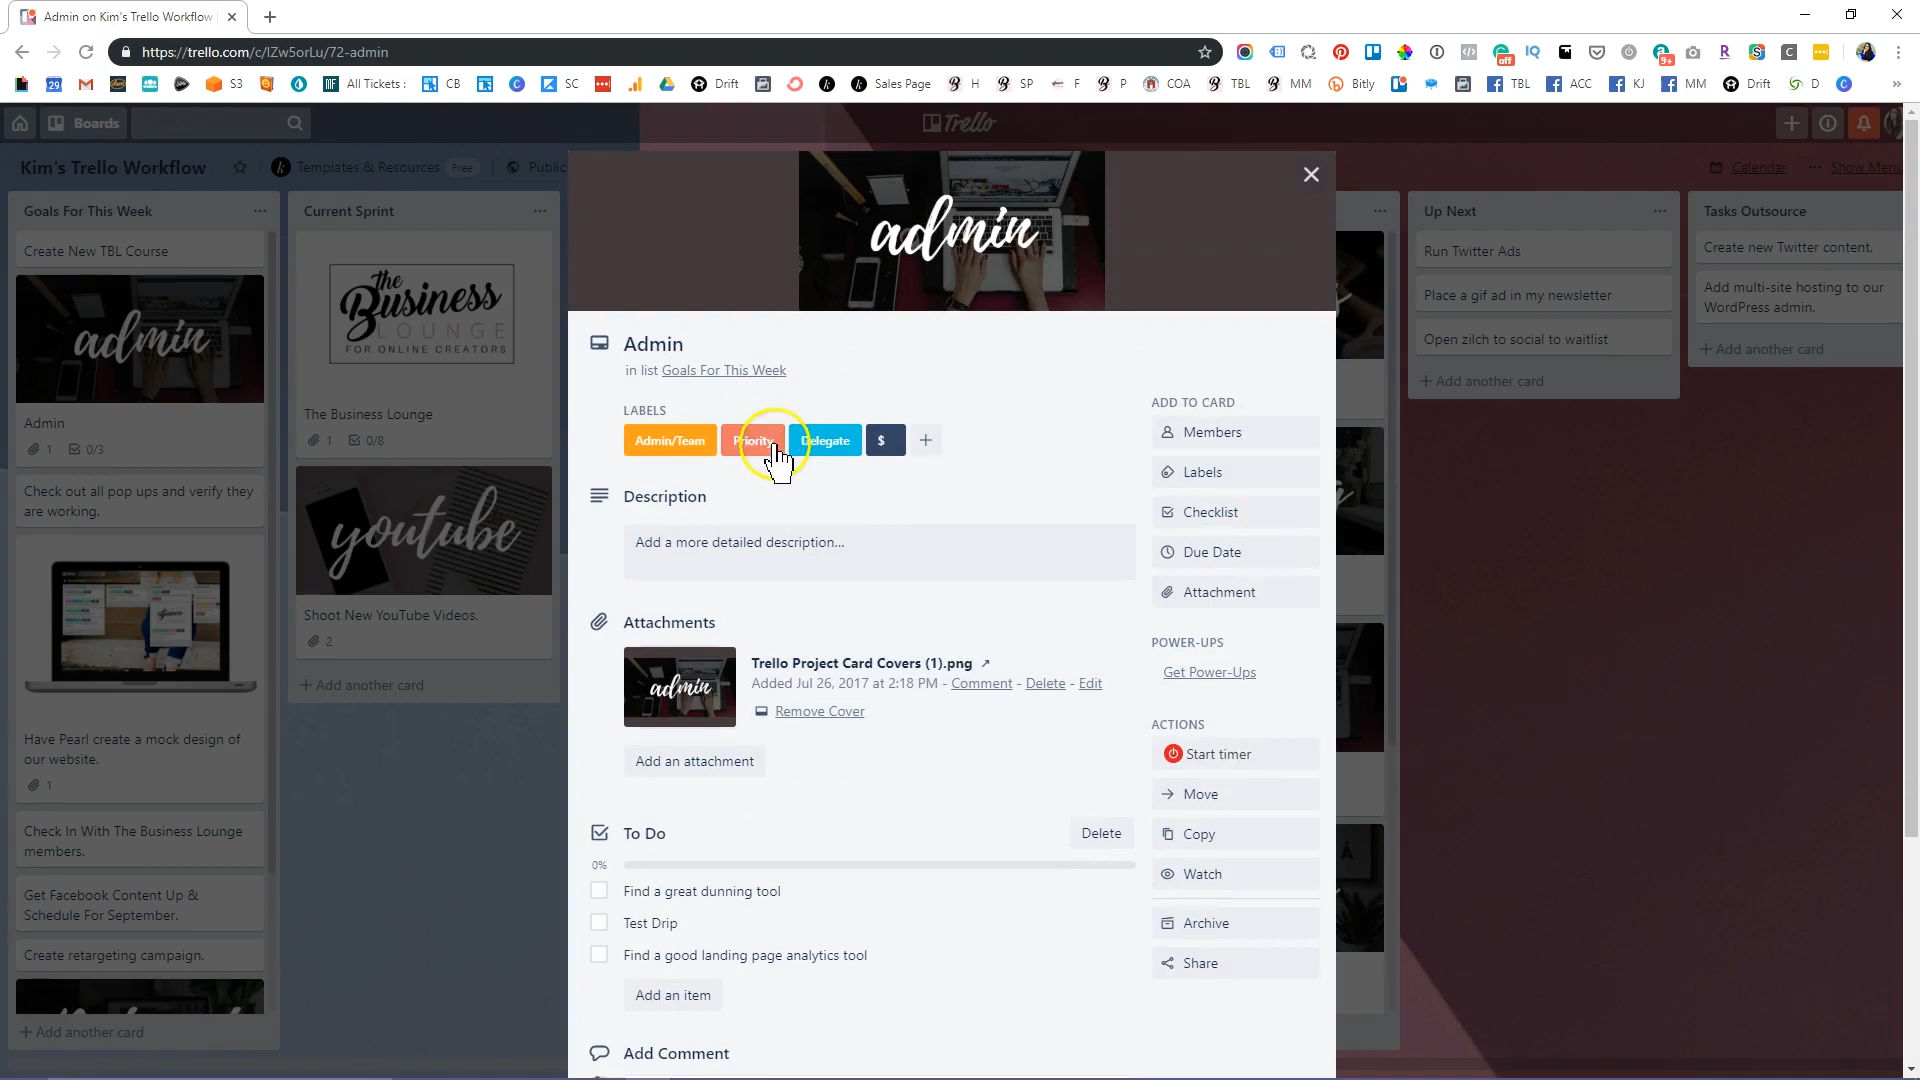 Admin on Kim's Trello Workflow
https://trello.com/c/lZw5orLu/72-admin
off
IQ
9+
29
S3
All Tickets :
CB
SC
Drift
Sales Page
H
SP
F
P
COA
TBL
MM
Bitly
TBL
ACC
KJ
MM
Drift
D
Boards
Trello
Kim's Trello Workflow
Templates & Resources
Free
Public
Calendar
Show Menu
Goals For This Week
Create New TBL Course
admin
Admin
1
0/3
Check out all pop ups and verify they
are working.
Have Pearl create a mock design of
our website.
1
Check In With The Business Lounge
members.
Get Facebook Content Up &
Schedule For September.
Create retargeting campaign.
+ Add another card
Current Sprint
the
Business
LOUNGE
FOR ONLINE CREATORS
The Business Lounge
1
0/8
youtube
Shoot New YouTube Videos.
2
+ Add another card
admin
Admin
in list Goals For This Week
LABELS
Admin/Team
Priority
Delegate
$
Description
Add a more detailed description...
Attachments
admin
Trello Project Card Covers (1).png
Added Jul 26, 2017 at 2:18 PM - Comment - Delete - Edit
Remove Cover
Add an attachment
To Do
Delete
0%
Find a great dunning tool
Test Drip
Find a good landing page analytics tool
Add an item
Add Comment
ADD TO CARD
Members
Labels
Checklist
Due Date
Attachment
POWER-UPS
Get Power-Ups
ACTIONS
Start timer
Move
Copy
Watch
Archive
Share
Up Next
Run Twitter Ads
Place a gif ad in my newsletter
Open zilch to social to waitlist
+ Add another card
Tasks Outsource
Create new Twitter content.
Add multi-site hosting to our
WordPress admin.
+ Add another card